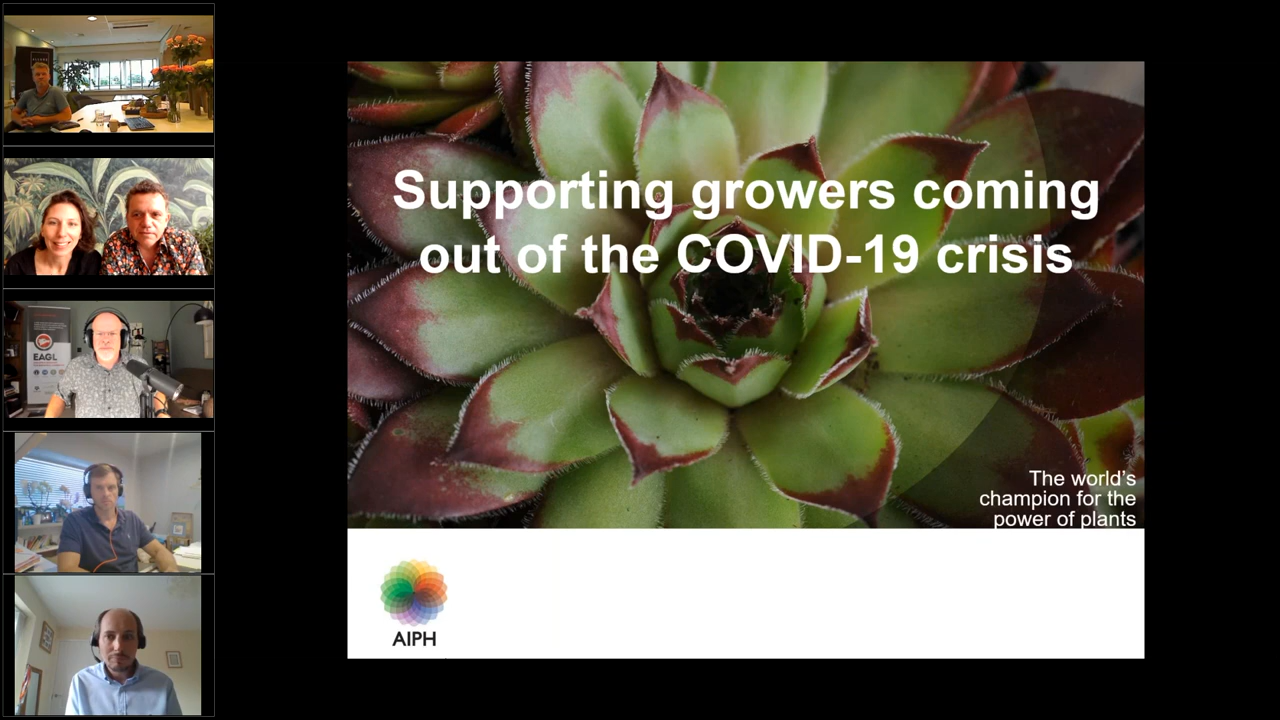 Supporting growers coming
out of the COVID-19 crisis
The world's
champion for the
power of plants
AIPH
EAGL